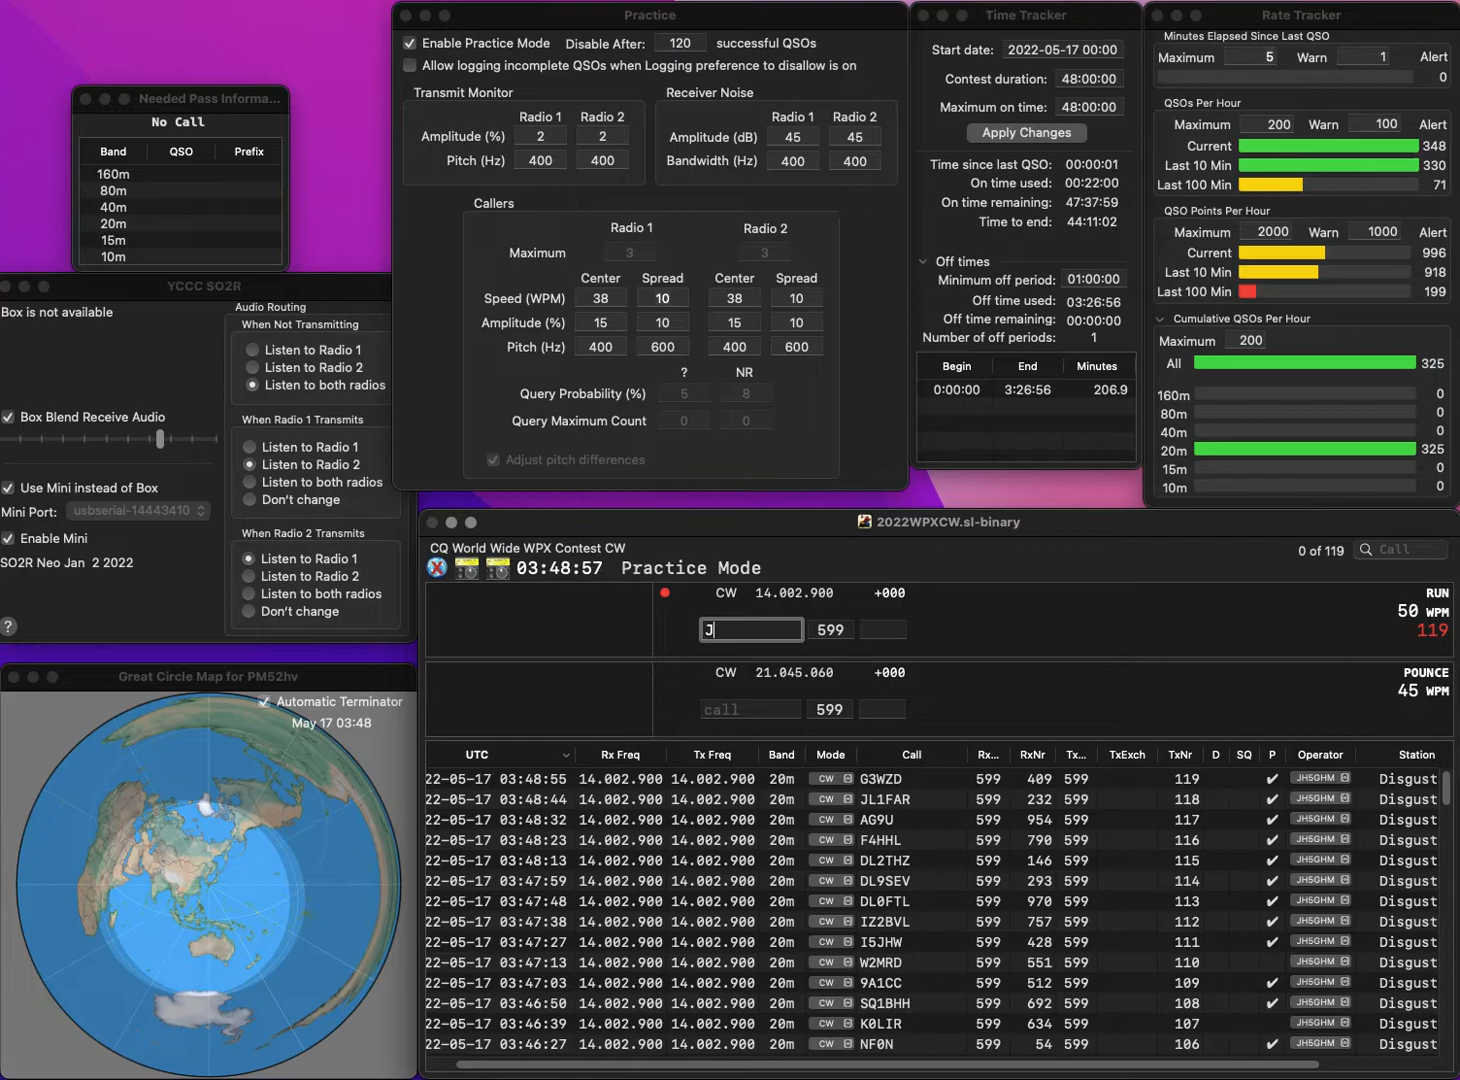 Practice
Enable Practice Mode Disable After: 120 successful QSOs
Allow logging incomplete QSOs when Logging preference to disallow is on
Transmit Monitor
Radio 1 Radio 2
Amplitude (%) 2 2
Pitch (Hz) 400 400
Receiver Noise
Radio 1 Radio 2
Amplitude (dB) 45 45
Bandwidth (Hz) 400 400
Callers
Radio 1 Radio 2
Maximum 3 3
Center Spread Center Spread
Speed (WPM) 38 10 38 10
Amplitude (%) 15 10 15 10
Pitch (Hz) 400 600 400 600
? NR
Query Probability (%) 5 8
Query Maximum Count 0 0
Adjust pitch differences
Time Tracker
Start date: 2022-05-17 00:00
Contest duration: 48:00:00
Maximum on time: 48:00:00
Apply Changes
Time since last QSO: 00:00:01
On time used: 00:22:00
On time remaining: 47:37:59
Time to end: 44:11:02
Off times
Minimum off period: 01:00:00
Off time used: 03:26:56
Off time remaining: 00:00:00
Number of off periods: 1
Begin End Minutes
0:00:00 3:26:56 206.9
Rate Tracker
Minutes Elapsed Since Last QSO
Maximum 5 Warn 1 Alert
0
QSOs Per Hour
Maximum 200 Warn 100 Alert
Current 348
Last 10 Min 330
Last 100 Min 71
QSO Points Per Hour
Maximum 2000 Warn 1000 Alert
Current 996
Last 10 Min 918
Last 100 Min 199
Cumulative QSOs Per Hour
Maximum 200
All 325
160m 0
80m 0
40m 0
20m 325
15m 0
10m 0
Needed Pass Informa...
No Call
Band QSO Prefix
160m
80m
40m
20m
15m
10m
YCCC SO2R
Box is not available
Box Blend Receive Audio
Use Mini instead of Box
Mini Port: usbserial-14443410
Enable Mini
SO2R Neo Jan 2 2022
?
Audio Routing
When Not Transmitting
Listen to Radio 1
Listen to Radio 2
Listen to both radios
When Radio 1 Transmits
Listen to Radio 1
Listen to Radio 2
Listen to both radios
Don't change
When Radio 2 Transmits
Listen to Radio 1
Listen to Radio 2
Listen to both radios
Don't change
Great Circle Map for PM52hv
Automatic Terminator
May 17 03:48
2022WPXCW.sl-binary
CQ World Wide WPX Contest CW
0 of 119 Call
03:48:57 Practice Mode
CW 14.002.900 +000 RUN
50 WPM
J 599 119
CW 21.045.060 +000 POUNCE
45 WPM
call 599
UTC Rx Freq Tx Freq Band Mode Call Rx... RxNr Tx... TxExch TxNr D SQ P Operator Station
22-05-17 03:48:55 14.002.900 14.002.900 20m CW G3WZD 599 409 599 119 ✔ JH5GHM Disgust
22-05-17 03:48:44 14.002.900 14.002.900 20m CW JL1FAR 599 232 599 118 ✔ JH5GHM Disgust
22-05-17 03:48:32 14.002.900 14.002.900 20m CW AG9U 599 954 599 117 ✔ JH5GHM Disgust
22-05-17 03:48:23 14.002.900 14.002.900 20m CW F4HHL 599 790 599 116 ✔ JH5GHM Disgust
22-05-17 03:48:13 14.002.900 14.002.900 20m CW DL2THZ 599 146 599 115 ✔ JH5GHM Disgust
22-05-17 03:47:59 14.002.900 14.002.900 20m CW DL9SEV 599 293 599 114 ✔ JH5GHM Disgust
22-05-17 03:47:48 14.002.900 14.002.900 20m CW DL0FTL 599 970 599 113 ✔ JH5GHM Disgust
22-05-17 03:47:38 14.002.900 14.002.900 20m CW IZ2BVL 599 757 599 112 ✔ JH5GHM Disgust
22-05-17 03:47:27 14.002.900 14.002.900 20m CW I5JHW 599 428 599 111 ✔ JH5GHM Disgust
22-05-17 03:47:13 14.002.900 14.002.900 20m CW W2MRD 599 551 599 110 JH5GHM Disgust
22-05-17 03:47:03 14.002.900 14.002.900 20m CW 9A1CC 599 512 599 109 ✔ JH5GHM Disgust
22-05-17 03:46:50 14.002.900 14.002.900 20m CW SQ1BHH 599 692 599 108 ✔ JH5GHM Disgust
22-05-17 03:46:39 14.002.900 14.002.900 20m CW K0LIR 599 634 599 107 JH5GHM Disgust
22-05-17 03:46:27 14.002.900 14.002.900 20m CW NF0N 599 54 599 106 ✔ JH5GHM Disgust